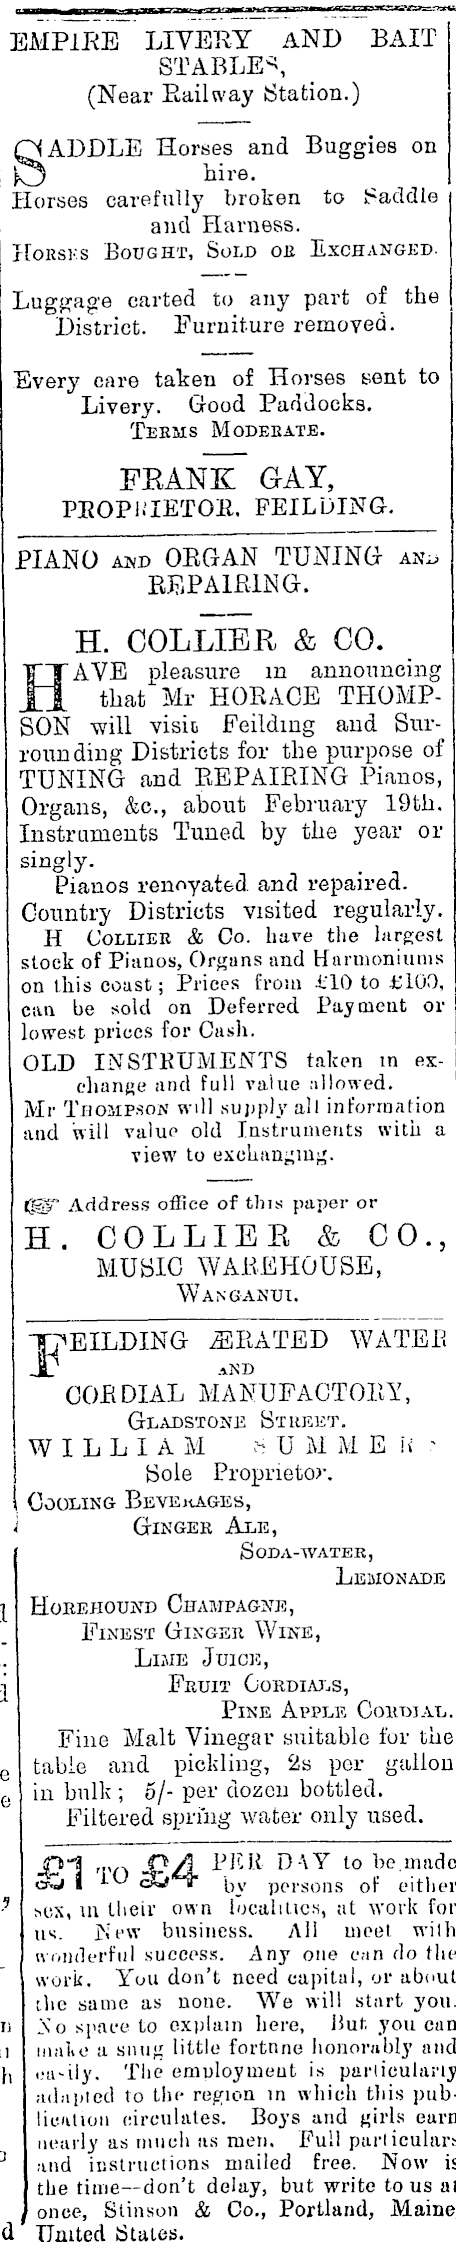 EMPIRE LIVERY AND BAIT
STABLES,
(Near Railway Station.)
SADDLE Horses and Buggies on
hire.
Horses carefully broken to Saddle
and Harness.
HORSES BOUGHT, SOLD OR EXCHANGED.
Luggage carted to any part of the
District. Furniture removed.
Every care taken of Horses sent to
Livery. Good Paddocks.
TERMS MODERATE.
FRANK GAY,
PROPRIETOR, FEILDING.
PIANO AND ORGAN TUNING AND
REPAIRING.
H. COLLIER & CO.
HAVE pleasure in announcing
that Mr HORACE THOMP-
SON will visit Feilding and Sur-
rounding Districts for the purpose of
TUNING and REPAIRING Pianos,
Organs, &c., about February 19th.
Instruments Tuned by the year or
singly.
Pianos renovated and repaired.
Country Districts visited regularly.
H COLLIER & Co. have the largest
stock of Pianos, Organs and Harmoniums
on this coast; Prices from £10 to £100,
can be sold on Deferred Payment or
lowest prices for Cash.
OLD INSTRUMENTS taken in ex-
change and full value allowed.
Mr THOMPSON will supply all information
and will value old Instruments with a
view to exchanging.
☞ Address office of this paper or
H. COLLIER & CO.,
MUSIC WAREHOUSE,
WANGANUI.
FEILDING ÆRATED WATER
AND
CORDIAL MANUFACTORY,
GLADSTONE STREET.
WILLIAM SUMMERS
Sole Proprietor.
COOLING BEVERAGES,
GINGER ALE,
SODA-WATER,
LEMONADE
HOREHOUND CHAMPAGNE,
FINEST GINGER WINE,
LIME JUICE,
FRUIT CORDIALS,
PINE APPLE CORDIAL.
Fine Malt Vinegar suitable for the
table and pickling, 2s per gallon
in bulk; 5/- per dozen bottled.
Filtered spring water only used.
£1 TO £4 PER DAY to be made
by persons of either
sex, in their own localities, at work for
us. New business. All meet with
wonderful success. Any one can do the
work. You don't need capital, or about
the same as none. We will start you.
No space to explain here, But you can
make a snug little fortune honorably and
easily. The employment is particularly
adapted to the region in which this pub-
lication circulates. Boys and girls earn
nearly as much as men. Full particulars
and instructions mailed free. Now is
the time—don't delay, but write to us at
once, Stinson & Co., Portland, Maine
United States.